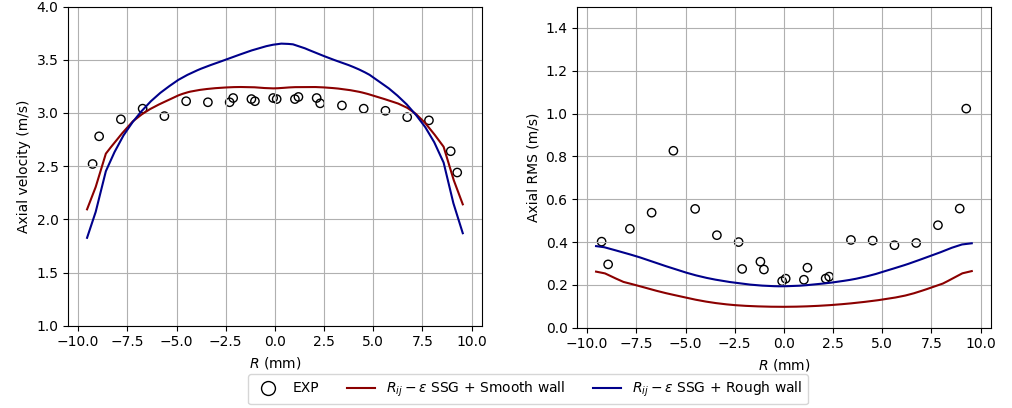 4.0
3.5
3.0
2.5
2.0
1.5
1.0
Axial velocity (m/s)
−10.0 −7.5 −5.0 −2.5 0.0 2.5 5.0 7.5 10.0
R (mm)
1.4
1.2
1.0
0.8
0.6
0.4
0.2
0.0
Axial RMS (m/s)
−10.0 −7.5 −5.0 −2.5 0.0 2.5 5.0 7.5 10.0
R (mm)
EXP R_{ij} − ε SSG + Smooth wall R_{ij} − ε SSG + Rough wall